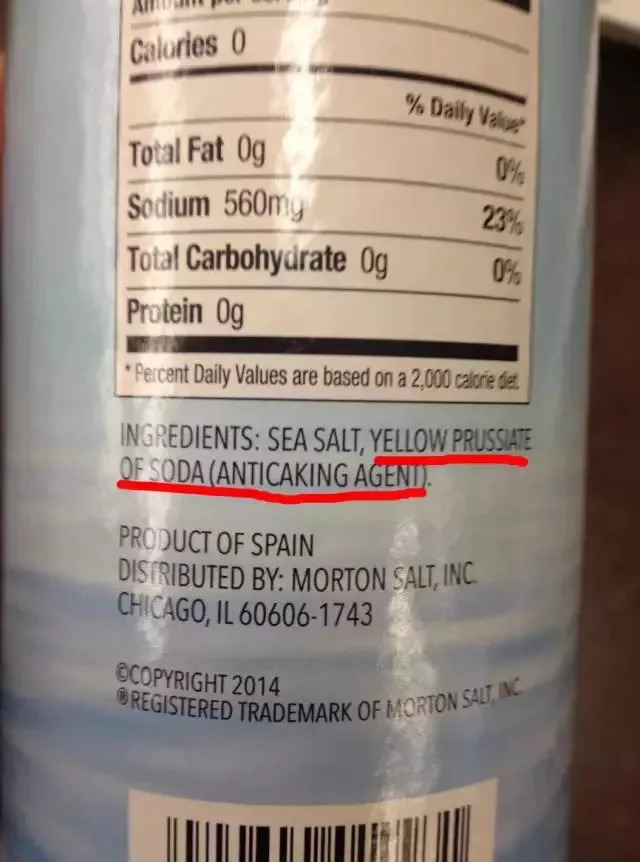 Calories 0
% Daily Value*
Total Fat 0g 0%
Sodium 560mg 23%
Total Carbohydrate 0g 0%
Protein 0g
* Percent Daily Values are based on a 2,000 calorie diet.
INGREDIENTS: SEA SALT, YELLOW PRUSSIATE
OF SODA (ANTICAKING AGENT).
PRODUCT OF SPAIN
DISTRIBUTED BY: MORTON SALT, INC.
CHICAGO, IL 60606-1743
©COPYRIGHT 2014
®REGISTERED TRADEMARK OF MORTON SALT, INC.